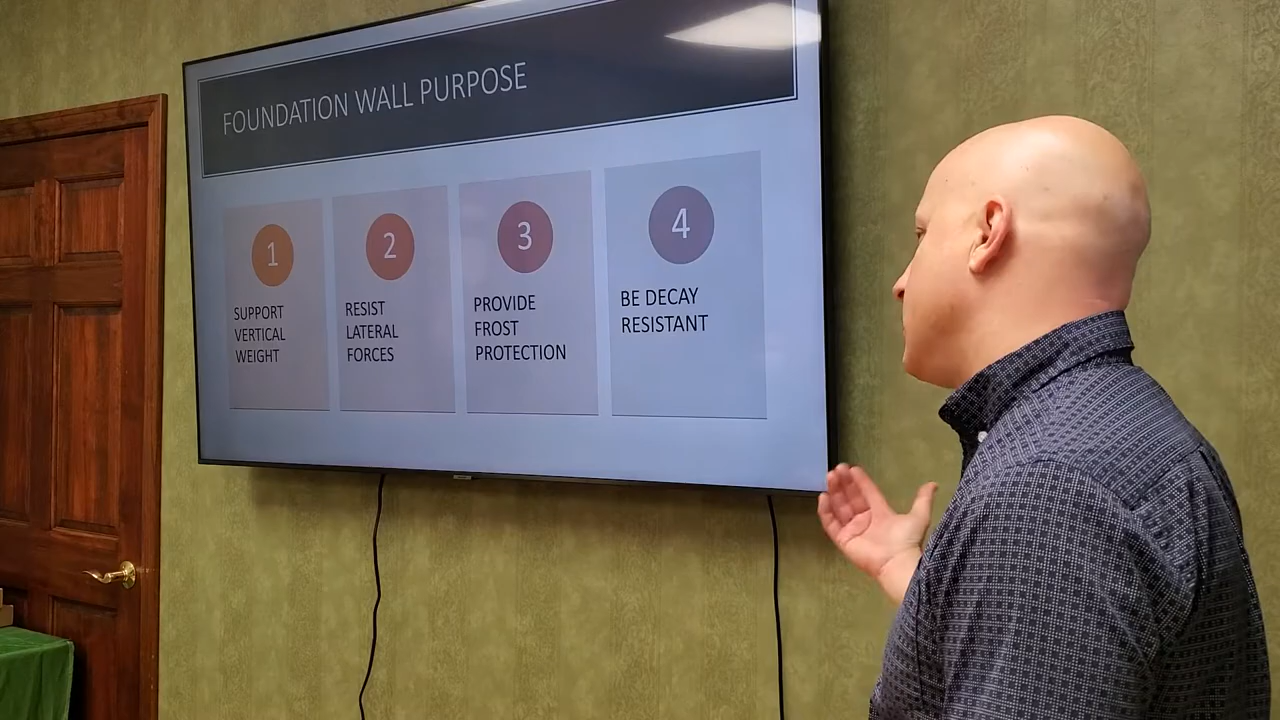 FOUNDATION WALL PURPOSE
1
SUPPORT
VERTICAL
WEIGHT
2
RESIST
LATERAL
FORCES
3
PROVIDE
FROST
PROTECTION
4
BE DECAY
RESISTANT